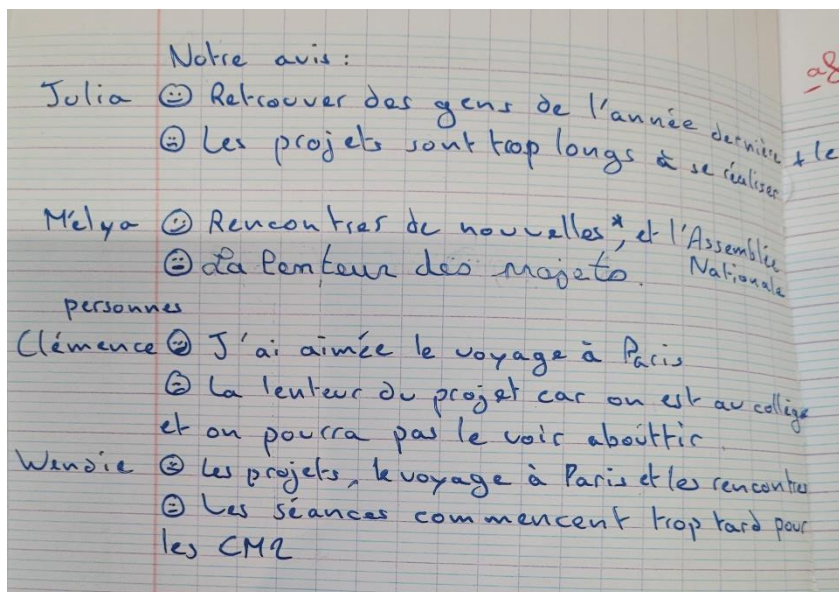 Notre avis :
Julia ☺ Retrouver des gens de l'année dernière + le
☹ Les projets sont trop longs à se réaliser
Mélya ☺ Rencontres de nouvelles*, et l'Assemblée Nationale
☹ La lenteur des projets.
personnes
Clémence ☺ J'ai aimée le voyage à Paris
☹ La lenteur du projet car on est au collège
et on pourra pas le voir abouttir.
Wendie ☺ Les projets, le voyage à Paris et les rencontres
☹ Les séances commencent trop tard pour
les CM2